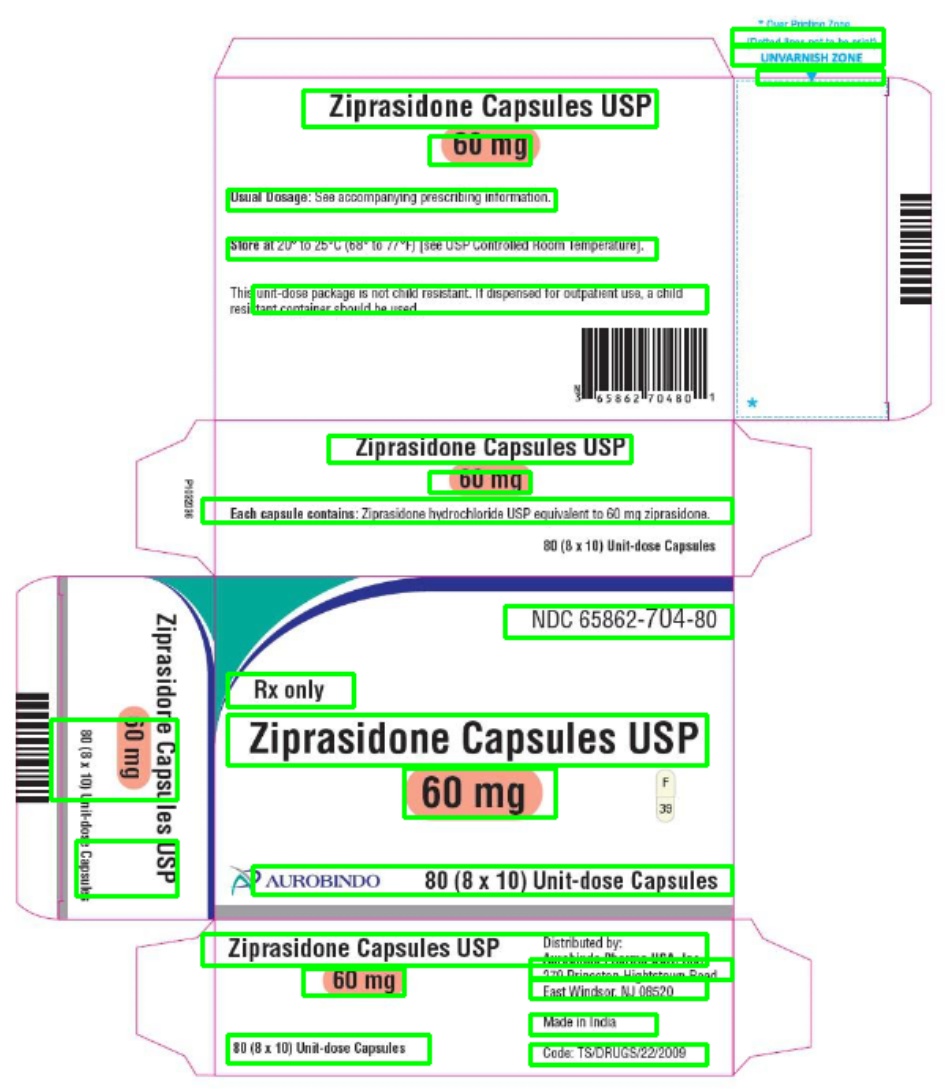 * Over Printing Zone
(Dotted lines not to be print)
UNVARNISH ZONE
Ziprasidone Capsules USP
60 mg
Usual Dosage: See accompanying prescribing information.
Store at 20° to 25°C (68° to 77°F) [see USP Controlled Room Temperature].
This unit-dose package is not child resistant. If dispensed for outpatient use, a child
resistant container should be used.
N
3 65862 70480 1
*
Ziprasidone Capsules USP
60 mg
Each capsule contains: Ziprasidone hydrochloride USP equivalent to 60 mg ziprasidone.
80 (8 x 10) Unit-dose Capsules
NDC 65862-704-80
Rx only
Ziprasidone Capsules USP
60 mg
F
39
AUROBINDO
80 (8 x 10) Unit-dose Capsules
Ziprasidone Capsules USP
60 mg
80 (8 x 10) Unit-dose Capsules
Ziprasidone Capsules USP
60 mg
80 (8 x 10) Unit-dose Capsules
Distributed by:
Aurobindo Pharma USA, Inc.
279 Princeton-Hightstown Road
East Windsor, NJ 08520
Made in India
Code: TS/DRUGS/22/2009